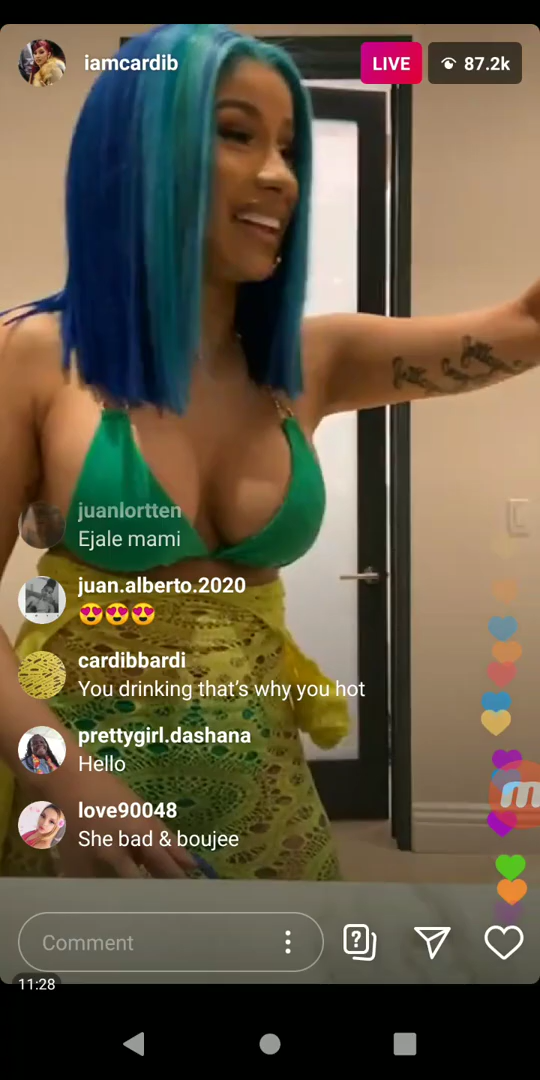 iamcardib
LIVE
87.2k
juanlortten
Ejale mami
juan.alberto.2020
😍😍😍
cardibbardi
You drinking that's why you hot
prettygirl.dashana
Hello
love90048
She bad & boujee
Comment
11:28